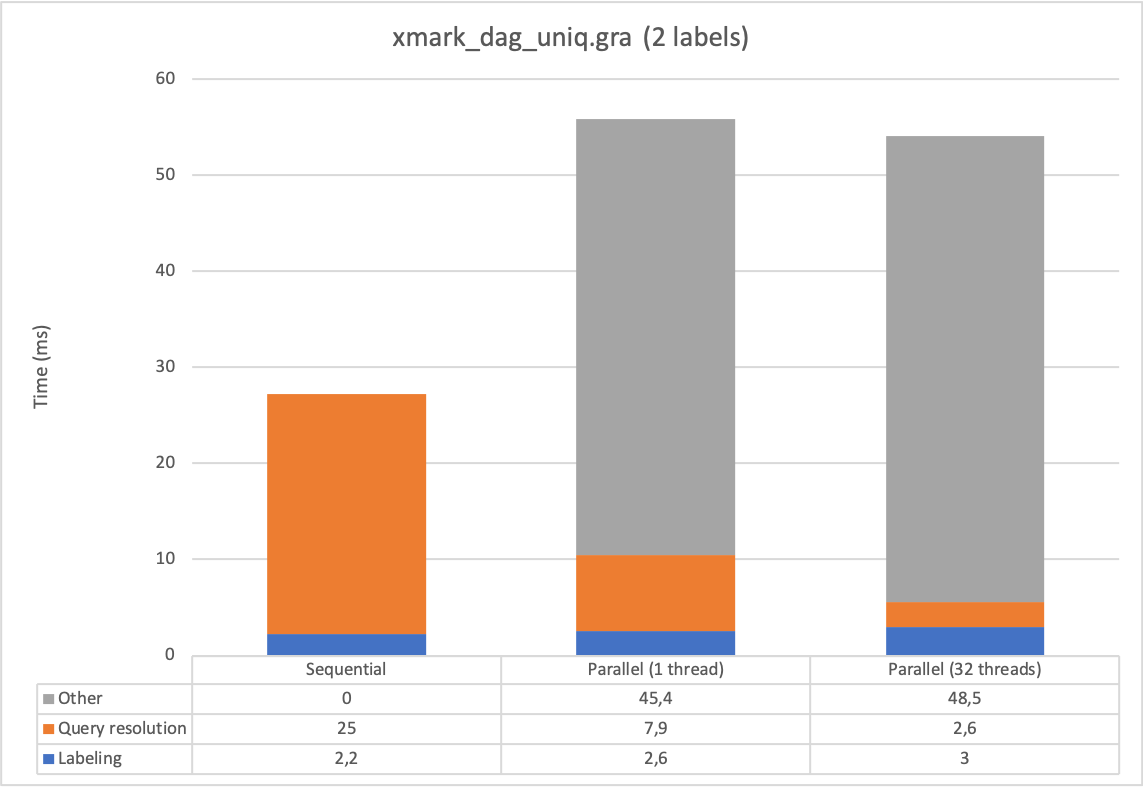 xmark_dag_uniq.gra (2 labels)
60
50
40
30
20
10
0
Time (ms)
Sequential Parallel (1 thread) Parallel (32 threads)
Other 0 45,4 48,5
Query resolution 25 7,9 2,6
Labeling 2,2 2,6 3